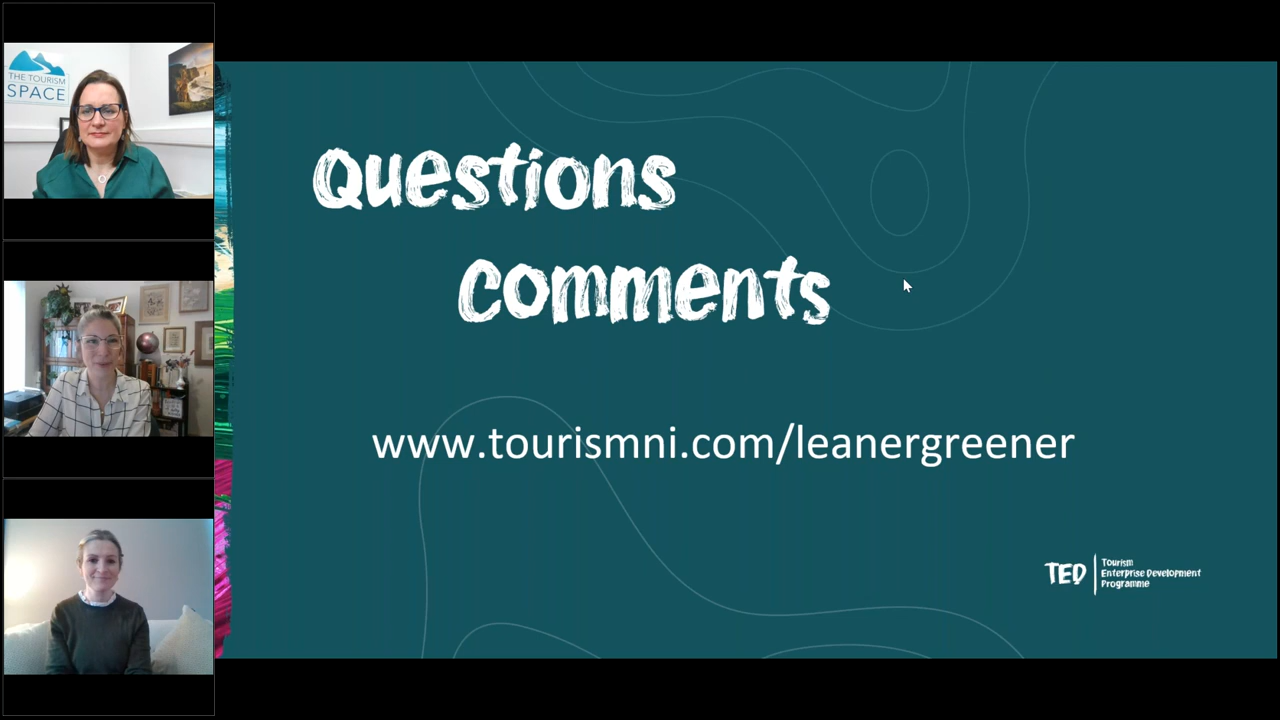 THE TOURISM
SPACE
Questions
Comments
www.tourismni.com/leanergreener
TED
Tourism
Enterprise Development
Programme